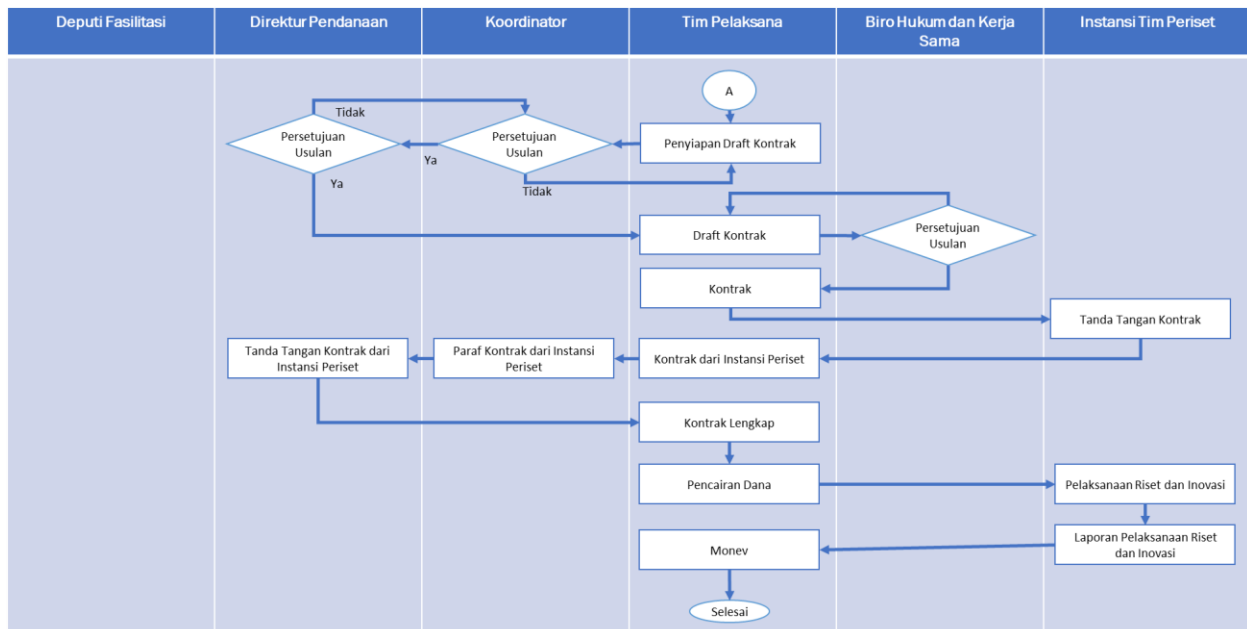 Deputi Fasilitasi
Direktur Pendanaan
Koordinator
Tim Pelaksana
Biro Hukum dan Kerja
Sama
Instansi Tim Periset
A
Tidak
Persetujuan
Usulan
Ya
Persetujuan
Usulan
Penyiapan Draft Kontrak
Ya
Tidak
Draft Kontrak
Persetujuan
Usulan
Kontrak
Tanda Tangan Kontrak
Tanda Tangan Kontrak dari
Instansi Periset
Paraf Kontrak dari Instansi
Periset
Kontrak dari Instansi Periset
Kontrak Lengkap
Pencairan Dana
Pelaksanaan Riset dan Inovasi
Monev
Laporan Pelaksanaan Riset
dan Inovasi
Selesai